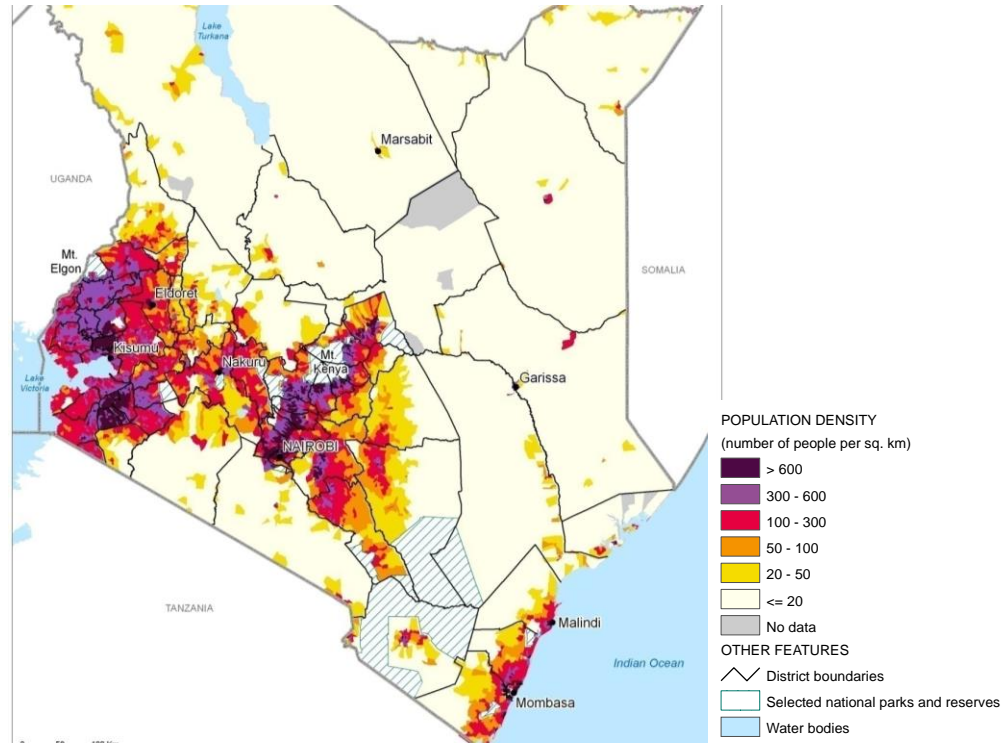 Lake
Turkana
Marsabit
UGANDA
Mt.
Elgon
SOMALIA
Eldoret
Kisumu
Nakuru
Mt.
Kenya
Lake
Victoria
Garissa
NAIROBI
TANZANIA
Malindi
Indian Ocean
Mombasa
POPULATION DENSITY
(number of people per sq. km)
> 600
300 - 600
100 - 300
50 - 100
20 - 50
<= 20
No data
OTHER FEATURES
District boundaries
Selected national parks and reserves
Water bodies